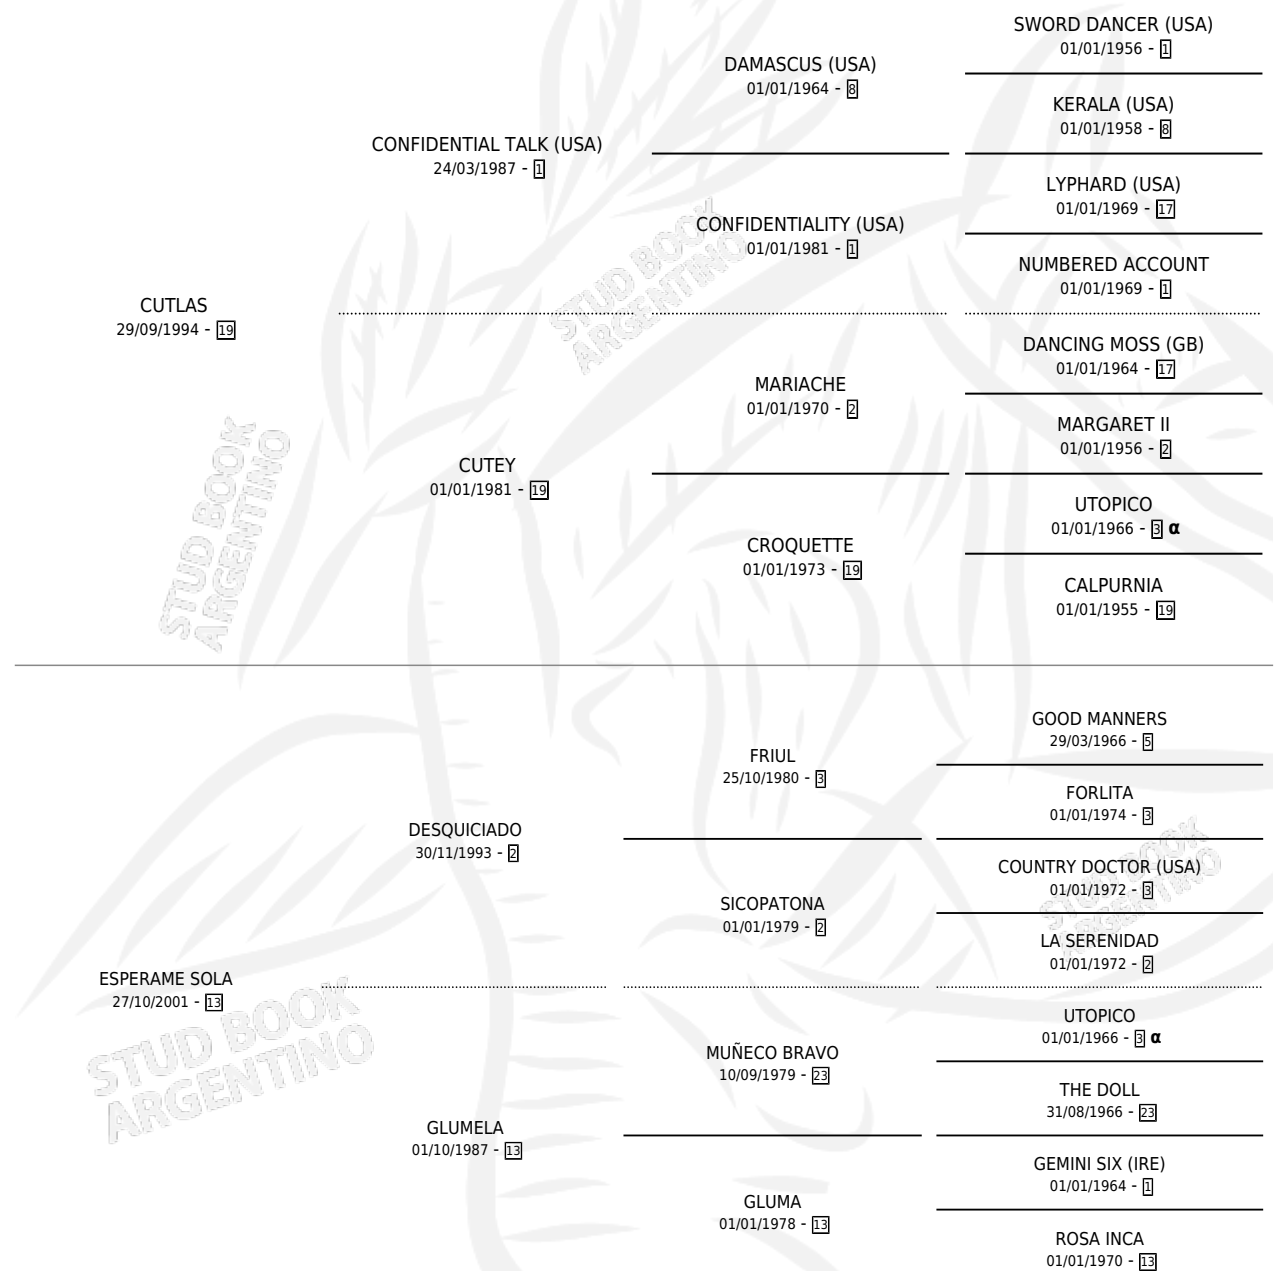 SWORD DANCER (USA)
01/01/1956 - 1
DAMASCUS (USA)
01/01/1964 - 8
KERALA (USA)
01/01/1958 - 8
CONFIDENTIAL TALK (USA)
24/03/1987 - 1
LYPHARD (USA)
01/01/1969 - 17
CONFIDENTIALITY (USA)
01/01/1981 - 1
NUMBERED ACCOUNT
01/01/1969 - 1
CUTLAS
29/09/1994 - 19
DANCING MOSS (GB)
01/01/1964 - 17
MARIACHE
01/01/1970 - 2
MARGARET II
01/01/1956 - 2
CUTEY
01/01/1981 - 19
UTOPICO
01/01/1966 - 3 α
CROQUETTE
01/01/1973 - 19
CALPURNIA
01/01/1955 - 19
GOOD MANNERS
29/03/1966 - 5
FRIUL
25/10/1980 - 3
FORLITA
01/01/1974 - 3
DESQUICIADO
30/11/1993 - 2
COUNTRY DOCTOR (USA)
01/01/1972 - 3
SICOPATONA
01/01/1979 - 2
LA SERENIDAD
01/01/1972 - 2
ESPERAME SOLA
27/10/2001 - 13
UTOPICO
01/01/1966 - 3 α
MUÑECO BRAVO
10/09/1979 - 23
THE DOLL
31/08/1966 - 23
GLUMELA
01/10/1987 - 13
GEMINI SIX (IRE)
01/01/1964 - 1
GLUMA
01/01/1978 - 13
ROSA INCA
01/01/1970 - 13
STUD BOOK
ARGENTINO
STUD BOOK
ARGENTINO
STUD BOOK
ARGENTINO
STUD BOOK
ARGENTINO